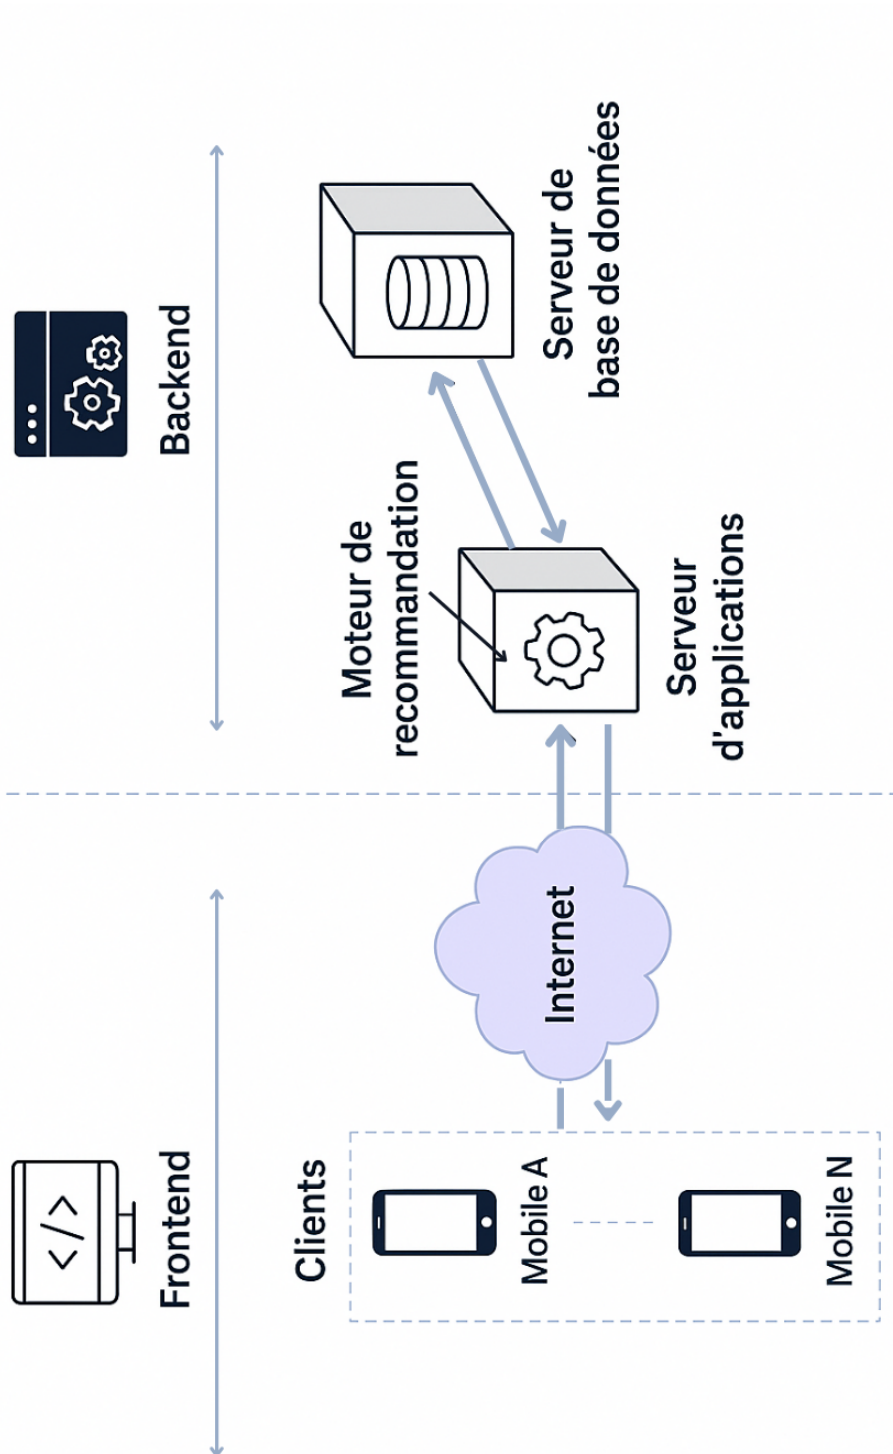 Frontend
Backend
Clients
Mobile A
Mobile N
Internet
Moteur de
recommandation
Serveur
d'applications
Serveur de
base de données